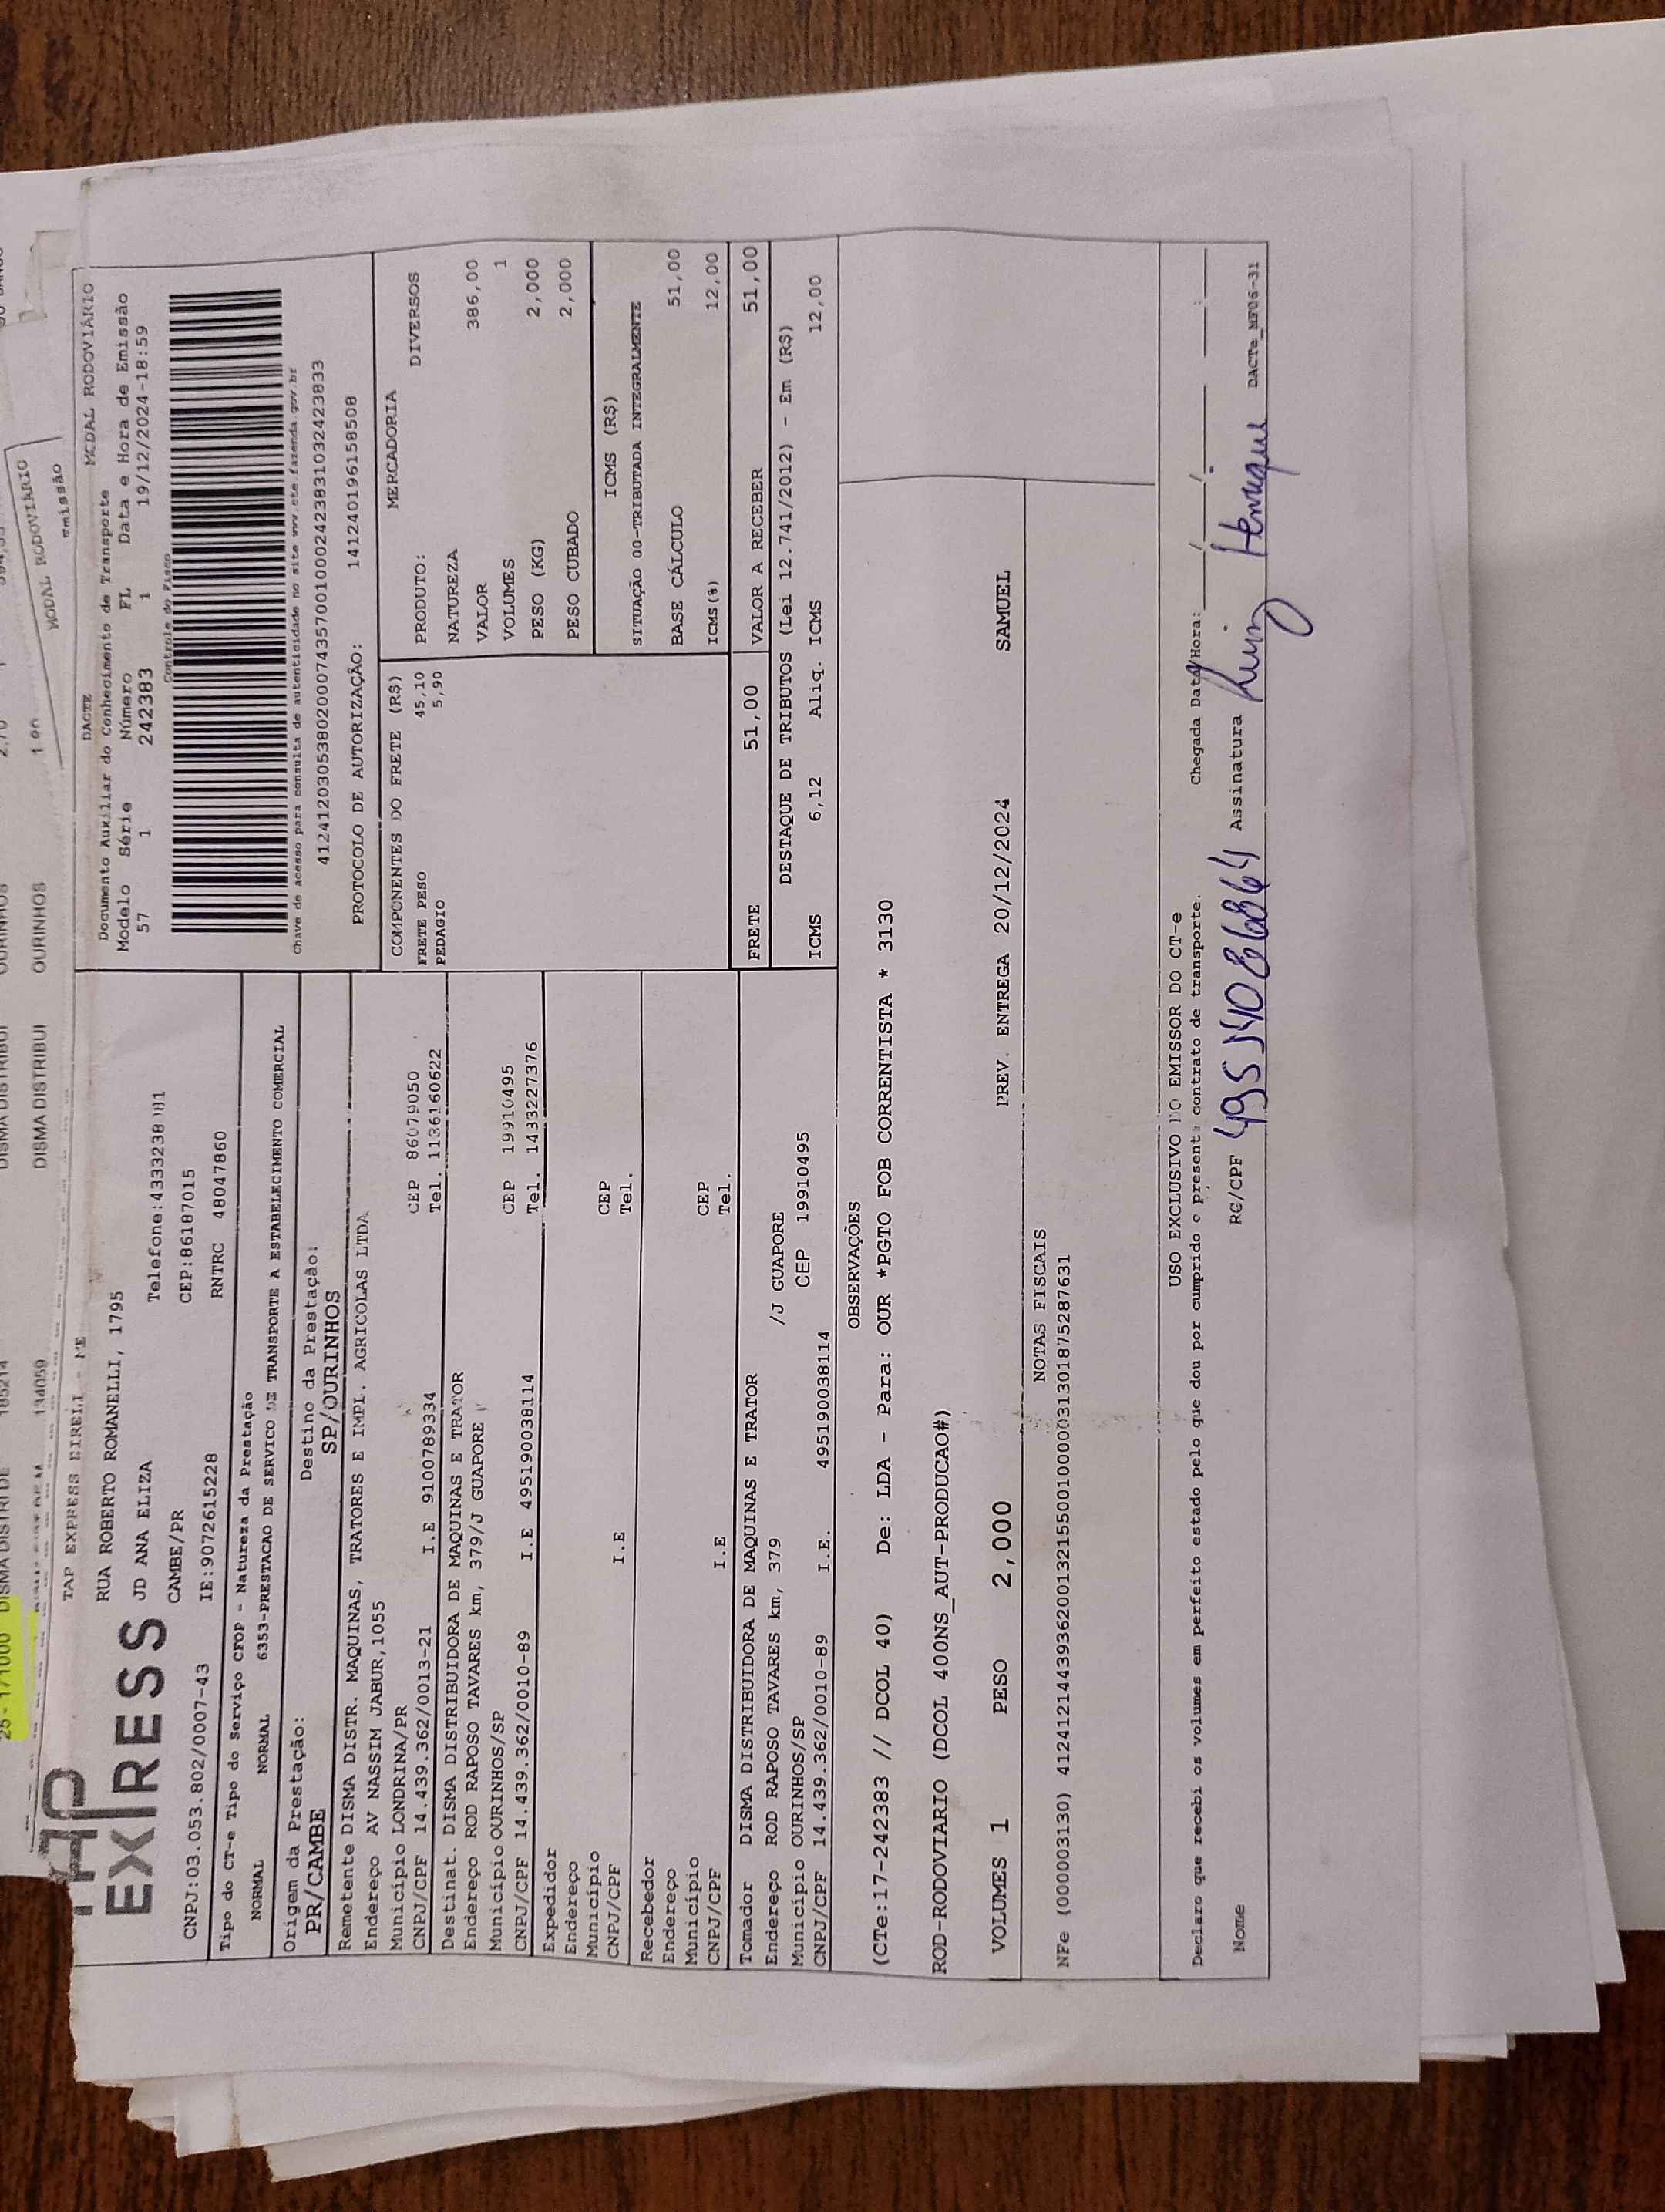 DISMA DISTRIBUI OURINHOS
MODAL RODOVIÁRIO
emissão
TAP
EXPRESS
TAP EXPRESS EIRELI - ME
RUA ROBERTO ROMANELLI, 1795
JD ANA ELIZA
CAMBE/PR
CEP:86187015
CNPJ:03.053.802/0007-43 IE:9072615228 RNTRC 48047860
DACTE MODAL RODOVIÁRIO
Documento Auxiliar do Conhecimento de Transporte
Modelo Série Número FL Data e Hora de Emissão
57 1 242383 1 19/12/2024-18:59
Controle do Fisco
Chave de acesso para consulta de autenticidade no site www.cte.fazenda.gov.br
41241203053802000743570010002423831032423833
PROTOCOLO DE AUTORIZAÇÃO: 141240196158508
Tipo do CT-e Tipo do Serviço CFOP - Natureza da Prestação
NORMAL NORMAL 6353-PRESTACAO DE SERVICO DE TRANSPORTE A ESTABELECIMENTO COMERCIAL
Origem da Prestação: Destino da Prestação:
PR/CAMBE SP/OURINHOS
Remetente DISMA DISTR. MAQUINAS, TRATORES E IMPL. AGRICOLAS LTDA
Endereço AV NASSIM JABUR,1055
Município LONDRINA/PR CEP 86079050
CNPJ/CPF 14.439.362/0013-21 I.E 9100789334 Tel. 1136160622
Destinat. DISMA DISTRIBUIDORA DE MAQUINAS E TRATOR
Endereço ROD RAPOSO TAVARES km, 379/J GUAPORE
Município OURINHOS/SP CEP 19910495
CNPJ/CPF 14.439.362/0010-89 I.E 495190038114 Tel. 1433227376
Expedidor
Endereço
Município CEP
CNPJ/CPF I.E Tel.
Recebedor
Endereço
Município CEP
CNPJ/CPF I.E Tel.
Tomador DISMA DISTRIBUIDORA DE MAQUINAS E TRATOR
Endereço ROD RAPOSO TAVARES km, 379 /J GUAPORE
Município OURINHOS/SP CEP 19910495
CNPJ/CPF 14.439.362/0010-89 I.E. 495190038114
COMPONENTES DO FRETE (R$)
FRETE PESO 45,10
PEDAGIO 5,90
MERCADORIA
PRODUTO: DIVERSOS
NATUREZA
VALOR 386,00
VOLUMES 1
PESO (KG) 2,000
PESO CUBADO 2,000
ICMS (R$)
SITUAÇÃO 00-TRIBUTADA INTEGRALMENTE
BASE CÁLCULO 51,00
ICMS(%) 12,00
FRETE 51,00 VALOR A RECEBER 51,00
DESTAQUE DE TRIBUTOS (Lei 12.741/2012) - Em (R$)
ICMS 6,12 Aliq. ICMS 12,00
OBSERVAÇÕES
(CTe:17-242383 // DCOL 40) De: LDA - Para: OUR *PGTO FOB CORRENTISTA * 3130
ROD-RODOVIARIO (DCOL 400NS_AUT-PRODUCAO#)
VOLUMES 1 PESO 2,000 PREV. ENTREGA 20/12/2024 SAMUEL
NOTAS FISCAIS
NFe (000003130) 41241214439362001321550010000031301875287631
USO EXCLUSIVO DO EMISSOR DO CT-e
Declaro que recebi os volumes em perfeito estado pelo que dou por cumprido o presente contrato de transporte. Chegada Data/Hora: / / :
Nome RG/CPF Assinatura Henrique DACTe_MF06-31